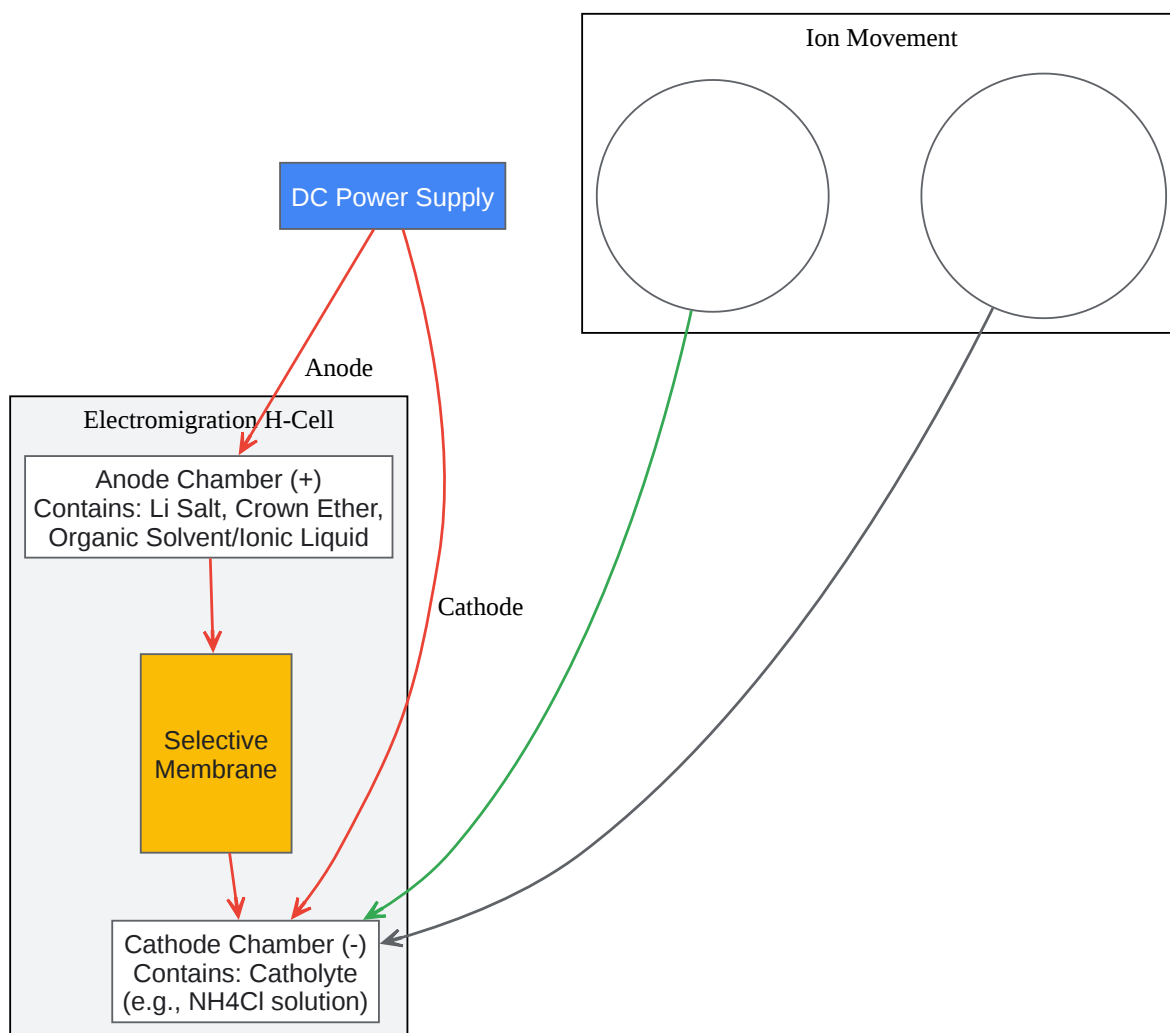 Ion Movement
DC Power Supply
Anode
Electromigration H-Cell
Anode Chamber (+)
Contains: Li Salt, Crown Ether,
Organic Solvent/Ionic Liquid
Cathode
Selective
Membrane
Cathode Chamber (-)
Contains: Catholyte
(e.g., NH4Cl solution)